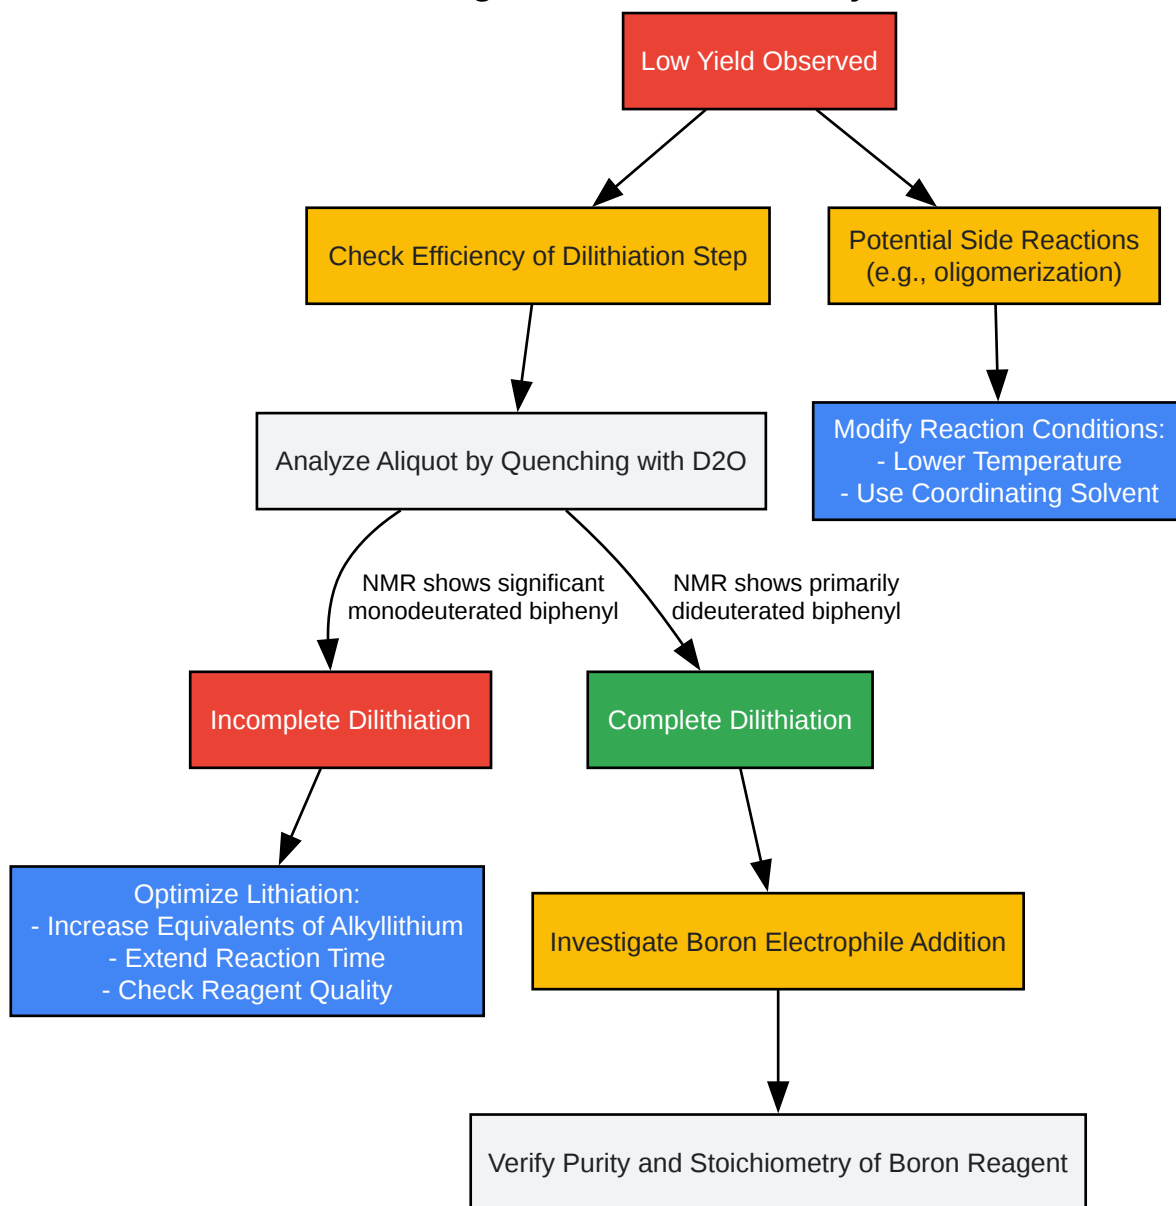 Low Yield Observed
Check Efficiency of Dilithiation Step
Potential Side Reactions
(e.g., oligomerization)
Analyze Aliquot by Quenching with D2O
Modify Reaction Conditions:
- Lower Temperature
- Use Coordinating Solvent
NMR shows significant
monodeuterated biphenyl
NMR shows primarily
dideuterated biphenyl
Incomplete Dilithiation
Complete Dilithiation
Optimize Lithiation:
- Increase Equivalents of Alkyllithium
- Extend Reaction Time
- Check Reagent Quality
Investigate Boron Electrophile Addition
Verify Purity and Stoichiometry of Boron Reagent